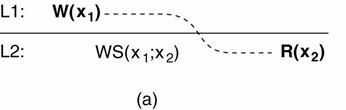 L1: W(x₁)
L2: WS(x₁;x₂) R(x₂)
(a)